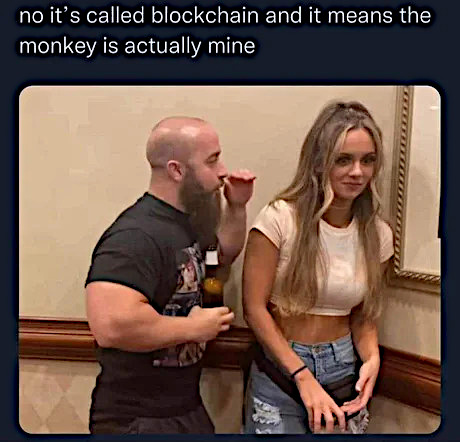 no it's called blockchain and it means the
monkey is actually mine